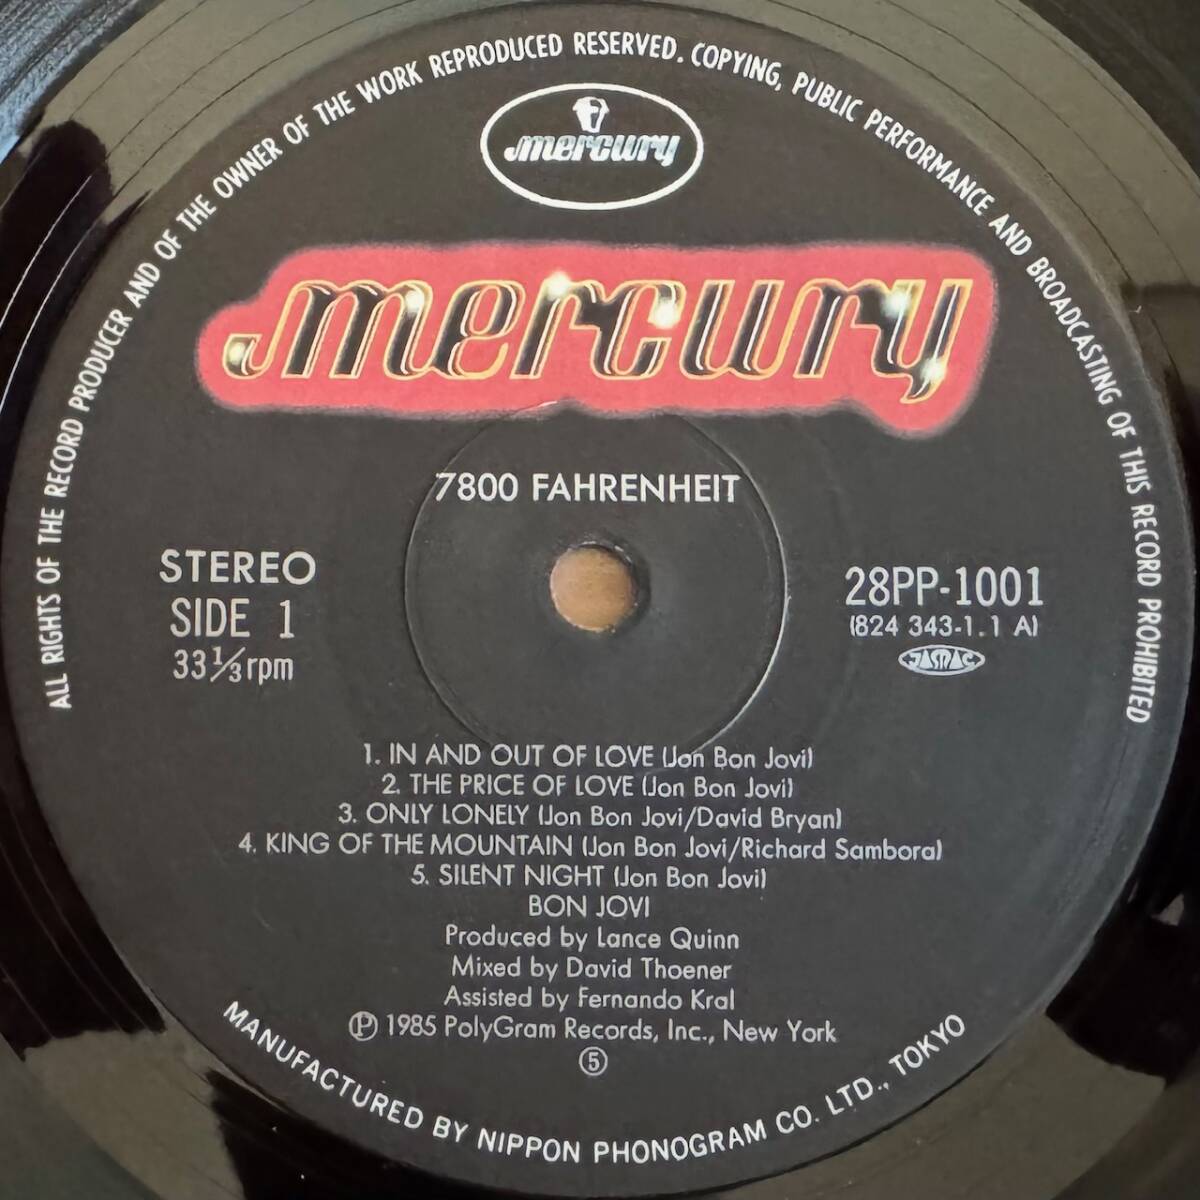 ALL RIGHTS OF THE RECORD PRODUCER AND OF THE OWNER OF THE WORK REPRODUCED RESERVED. COPYING, PUBLIC PERFORMANCE AND BROADCASTING OF THIS RECORD PROHIBITED
mercury
mercury
7800 FAHRENHEIT
STEREO
SIDE 1
33 1/3 rpm
28PP-1001
(824 343-1.1 A)
JASRAC
1. IN AND OUT OF LOVE (Jon Bon Jovi)
2. THE PRICE OF LOVE (Jon Bon Jovi)
3. ONLY LONELY (Jon Bon Jovi/David Bryan)
4. KING OF THE MOUNTAIN (Jon Bon Jovi/Richard Sambora)
5. SILENT NIGHT (Jon Bon Jovi)
BON JOVI
Produced by Lance Quinn
Mixed by David Thoener
Assisted by Fernando Kral
Ⓟ 1985 PolyGram Records, Inc., New York
⑤
MANUFACTURED BY NIPPON PHONOGRAM CO. LTD., TOKYO